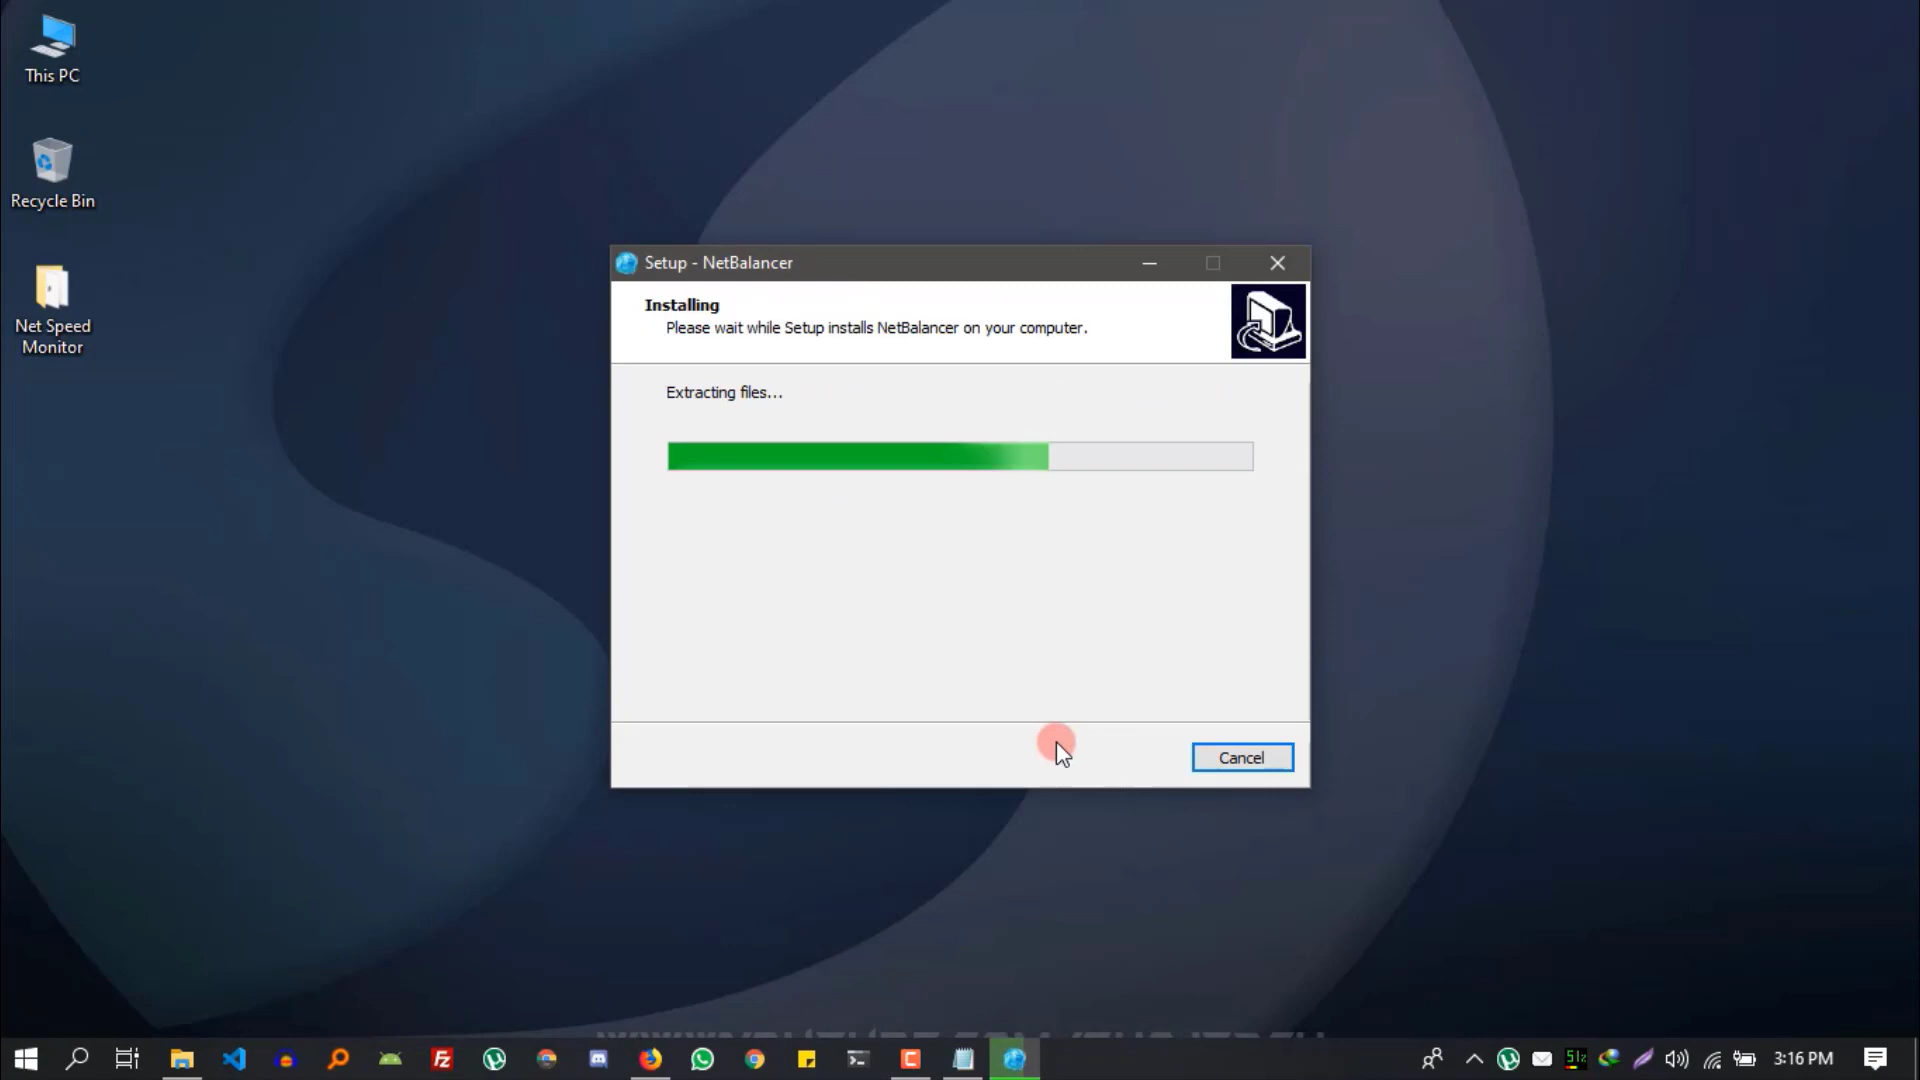 This PC
Recycle Bin
Net Speed
Monitor
Setup - NetBalancer
Installing
Please wait while Setup installs NetBalancer on your computer.
Extracting files...
Cancel
Fz
3:16 PM